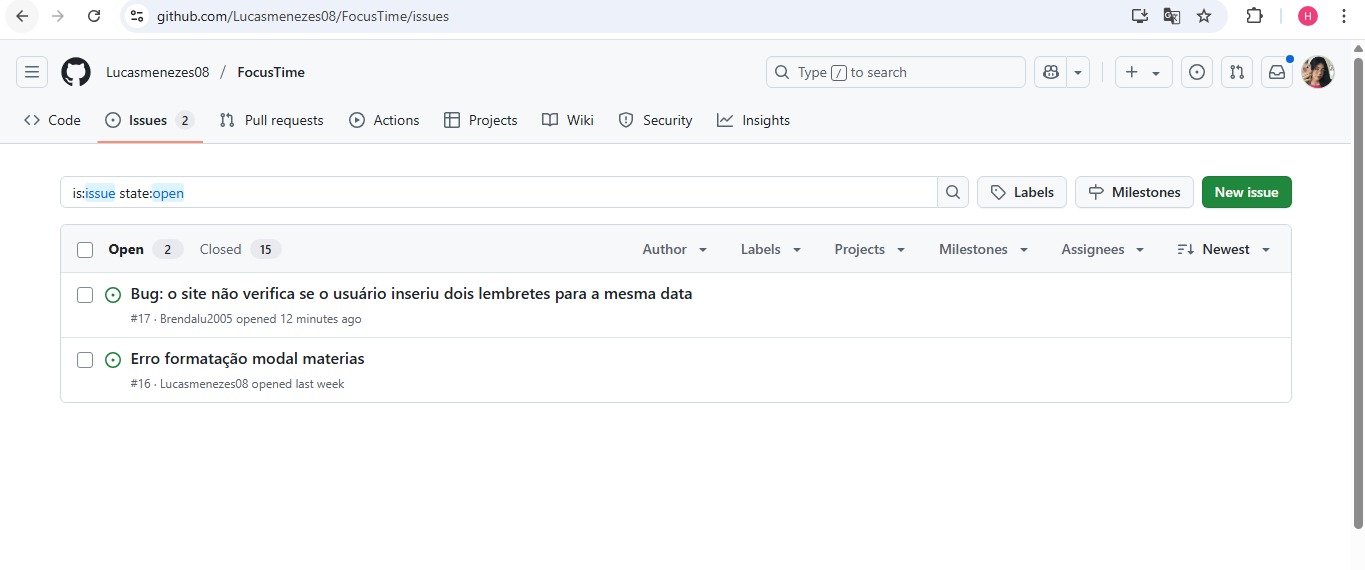 github.com/Lucasmenezes08/FocusTime/issues
H
Lucasmenezes08 / FocusTime
Type / to search
Code
Issues 2
Pull requests
Actions
Projects
Wiki
Security
Insights
is:issue state:open
Labels
Milestones
New issue
Open 2
Closed 15
Author
Labels
Projects
Milestones
Assignees
Newest
Bug: o site não verifica se o usuário inseriu dois lembretes para a mesma data
#17 · Brendalu2005 opened 12 minutes ago
Erro formatação modal materias
#16 · Lucasmenezes08 opened last week